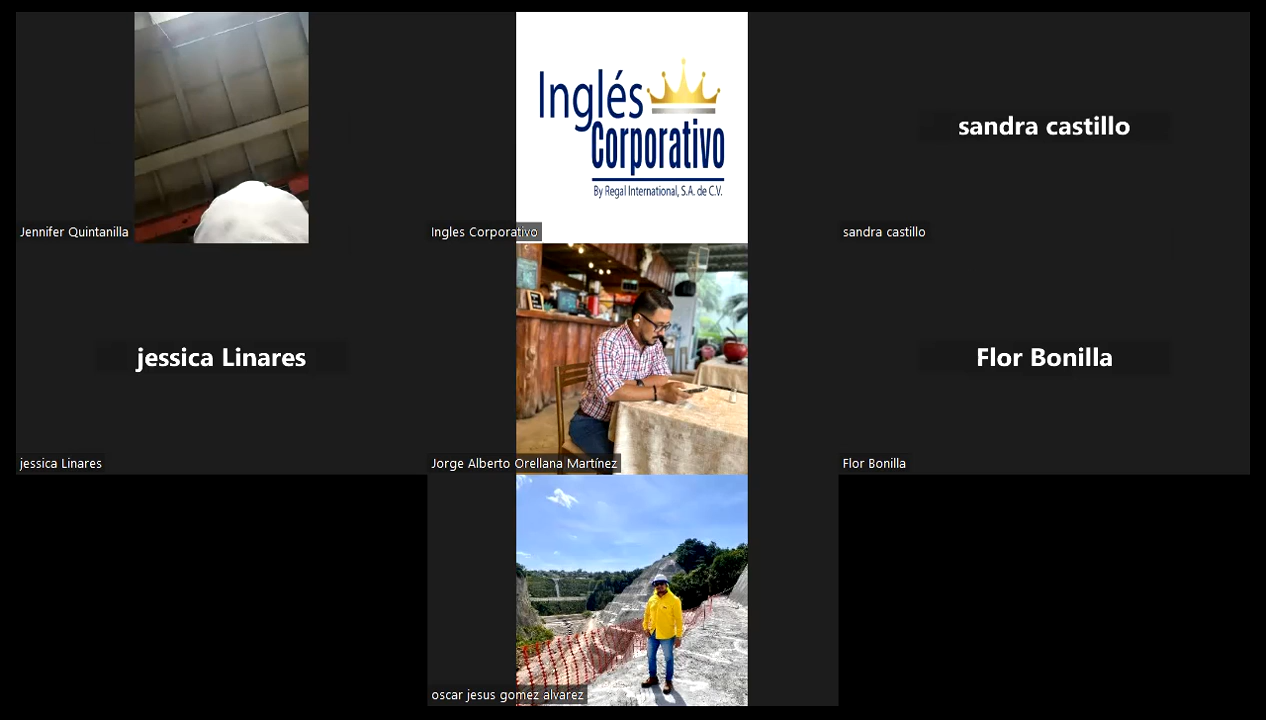 Jennifer Quintanilla
Inglés
Corporativo
By Regal International, S.A. de C.V.
Ingles Corporativo
sandra castillo
sandra castillo
jessica Linares
jessica Linares
Jorge Alberto Orellana Martínez
Flor Bonilla
Flor Bonilla
oscar jesus gomez alvarez